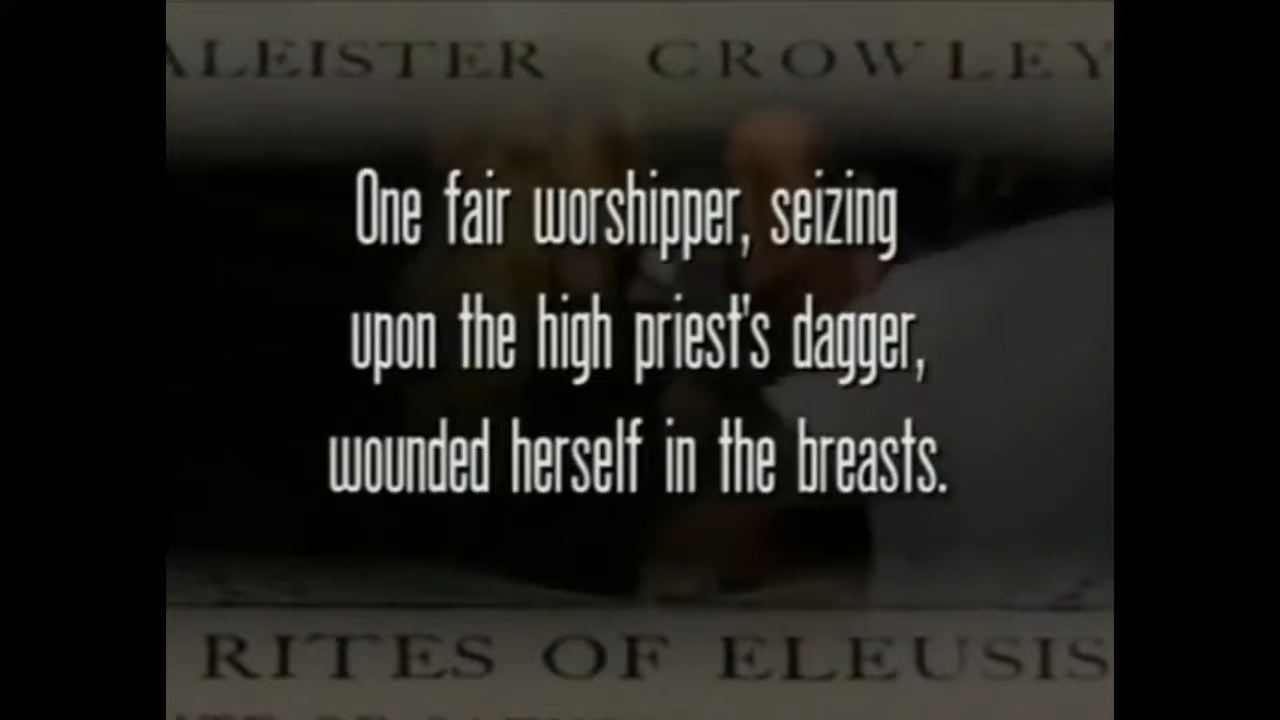 ALEISTER CROWLEY
One fair worshipper, seizing
upon the high priest's dagger,
wounded herself in the breasts.
RITES OF ELEUSIS